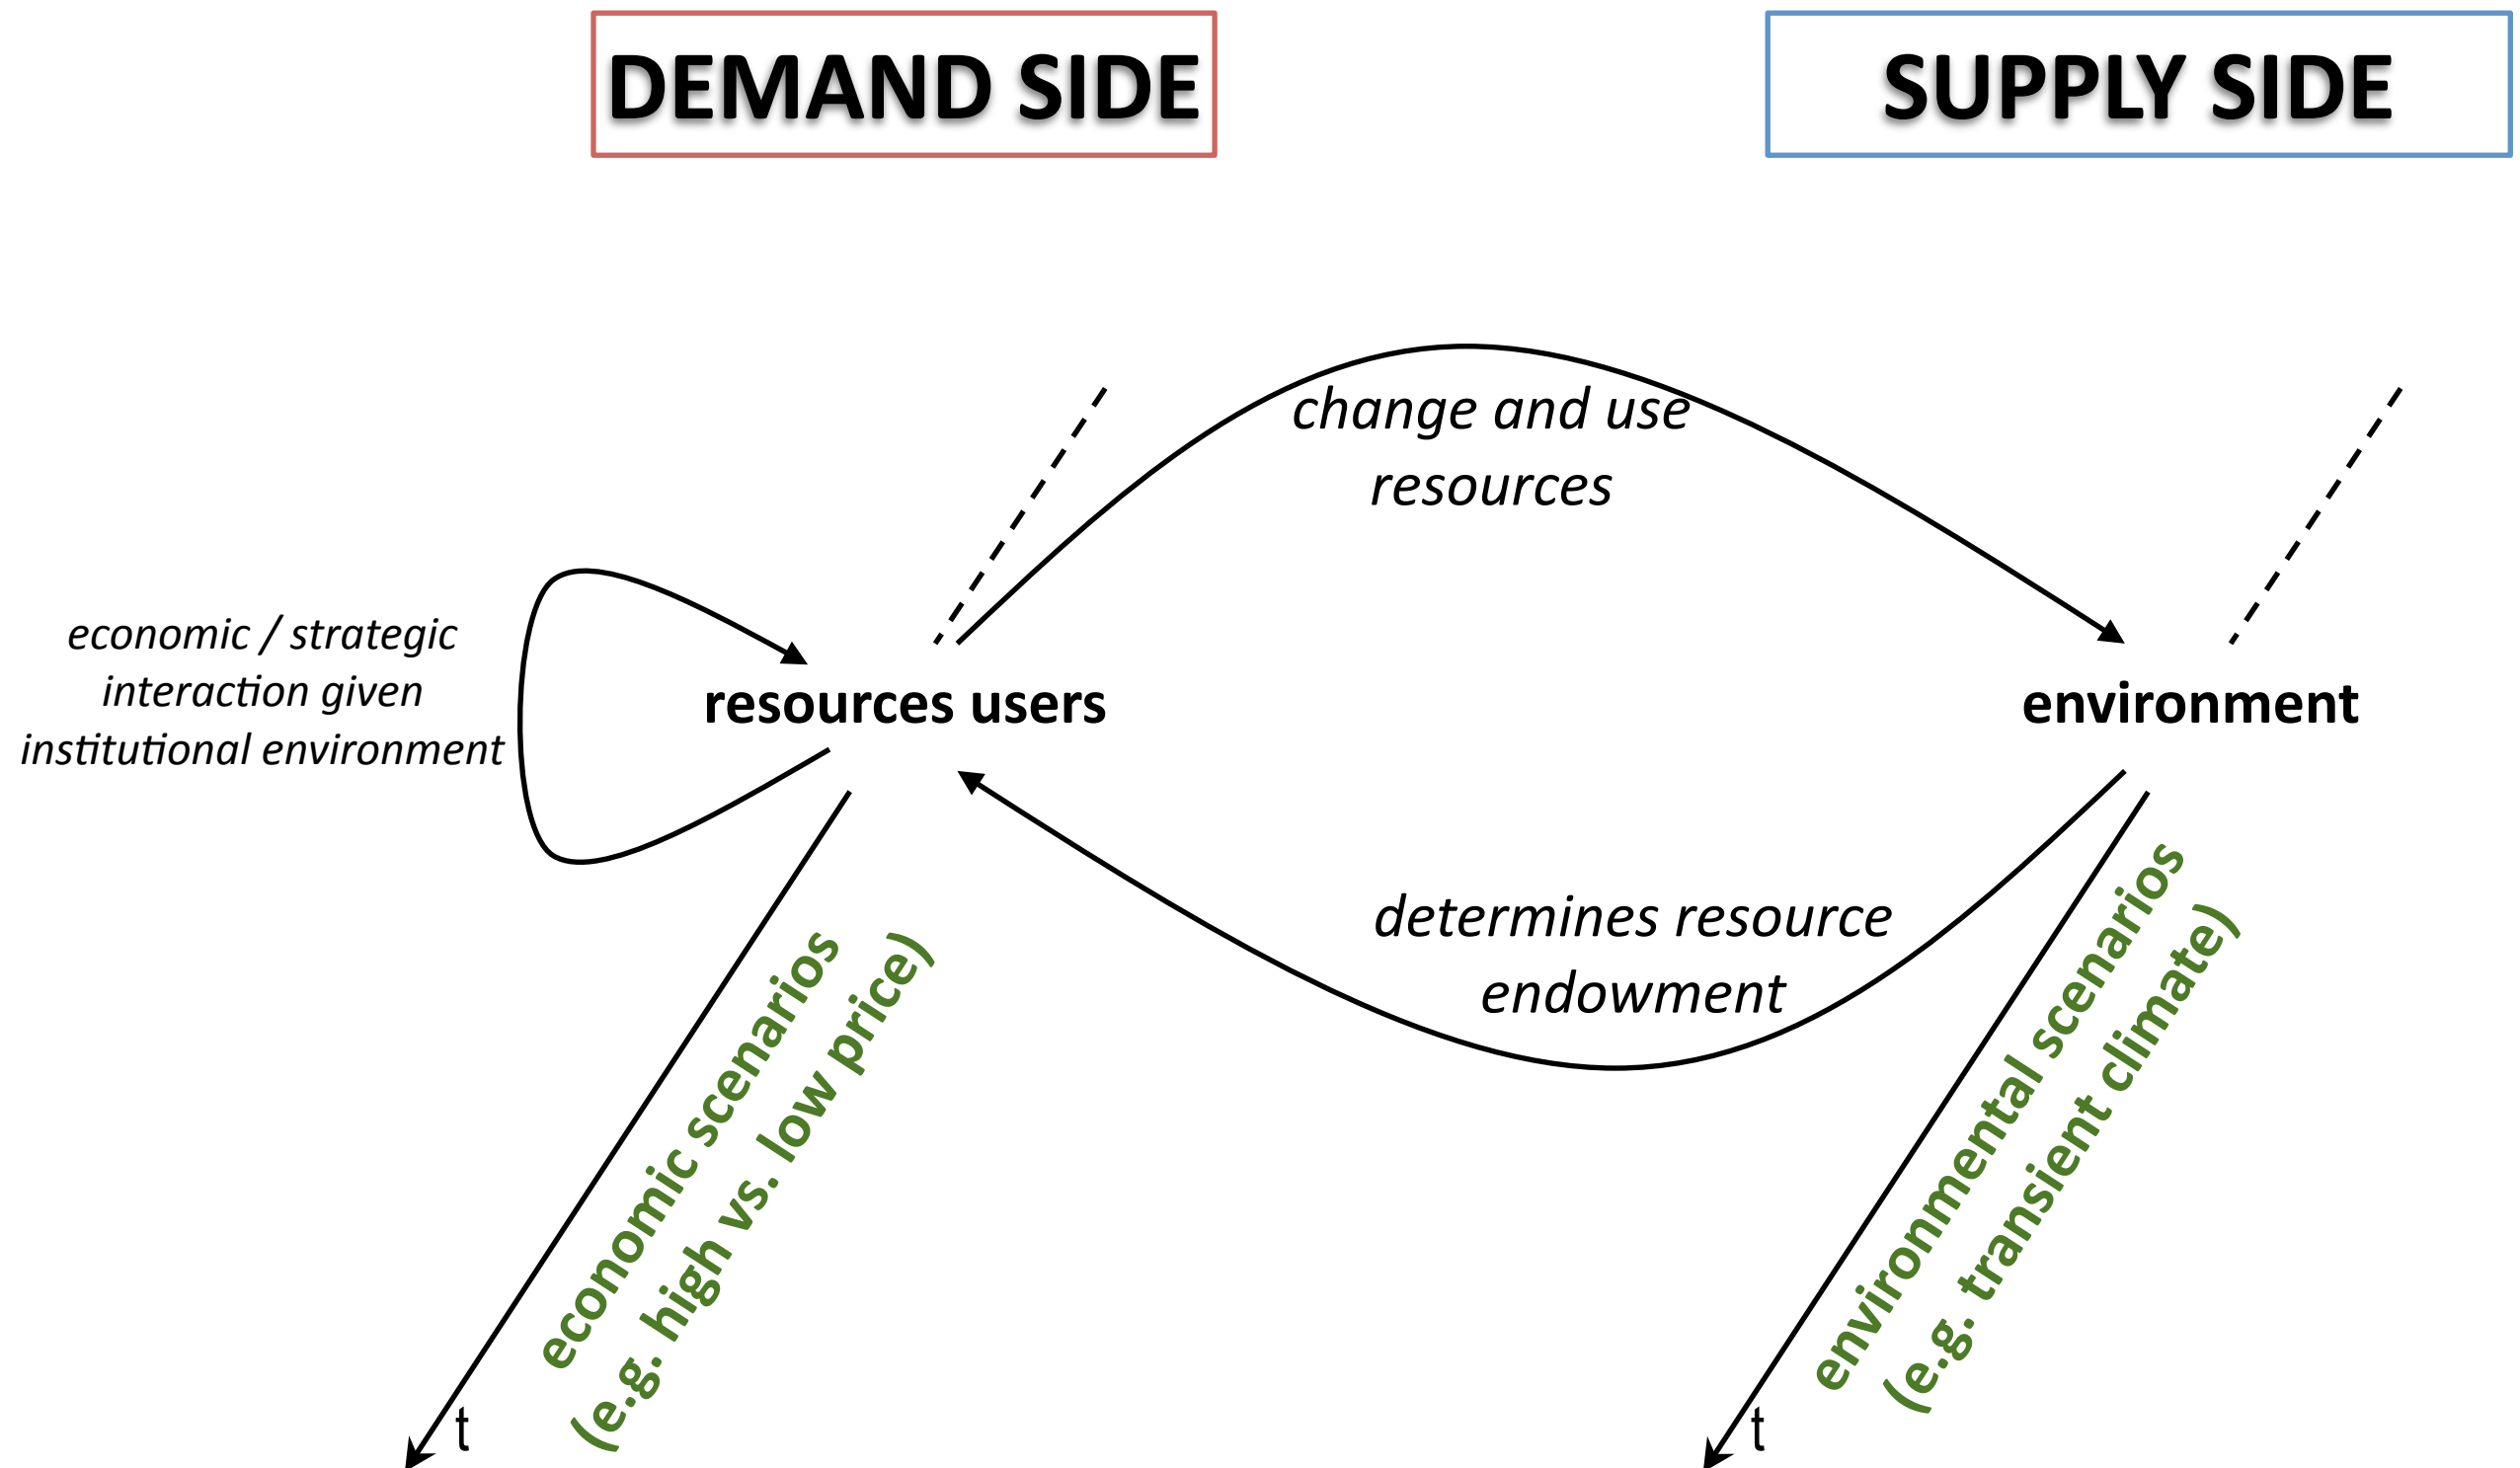 DEMAND SIDE
SUPPLY SIDE
change and use
resources
economic / strategic
interaction given
institutional environment
resources users
environment
determines resource
endowment
economic scenarios
(e.g. high vs. low price)
t
environmental scenarios
(e.g. transient climate)
t